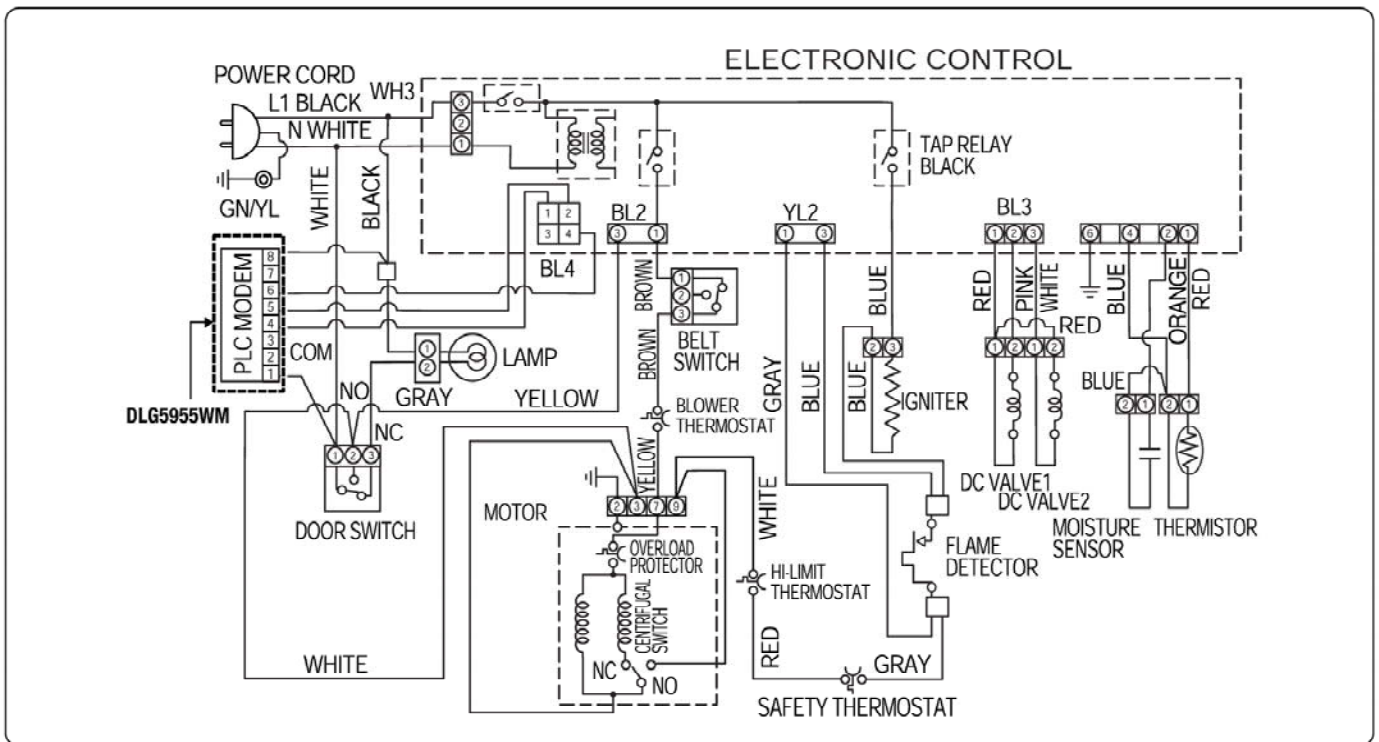 ELECTRONIC CONTROL
POWER CORD
L1 BLACK
WH3
N WHITE
GN/YL
WHITE
BLACK
3
2
1
TAP RELAY
BLACK
1 2
3 4
BL4
BL2
3 1
YL2
1 3
BL3
1 2 3
6 4 2 1
PLC MODEM
8
7
6
5
4
3
2
1
DLG5955WM
COM
NO
NC
1
2
GRAY
LAMP
YELLOW
BROWN
1
2
3
BELT
SWITCH
BROWN
BLOWER
THERMOSTAT
YELLOW
GRAY
BLUE
BLUE
BLUE
2 3
IGNITER
RED
PINK
WHITE
RED
1 2 1 2
DC VALVE1
DC VALVE2
BLUE
ORANGE
RED
BLUE
2 1 2 1
MOISTURE
SENSOR
THERMISTOR
1 2 3
DOOR SWITCH
MOTOR
2 3 7 9
OVERLOAD
PROTECTOR
CENTRIFUGAL
SWITCH
NC
NO
WHITE
WHITE
HI-LIMIT
THERMOSTAT
RED
GRAY
SAFETY THERMOSTAT
FLAME
DETECTOR